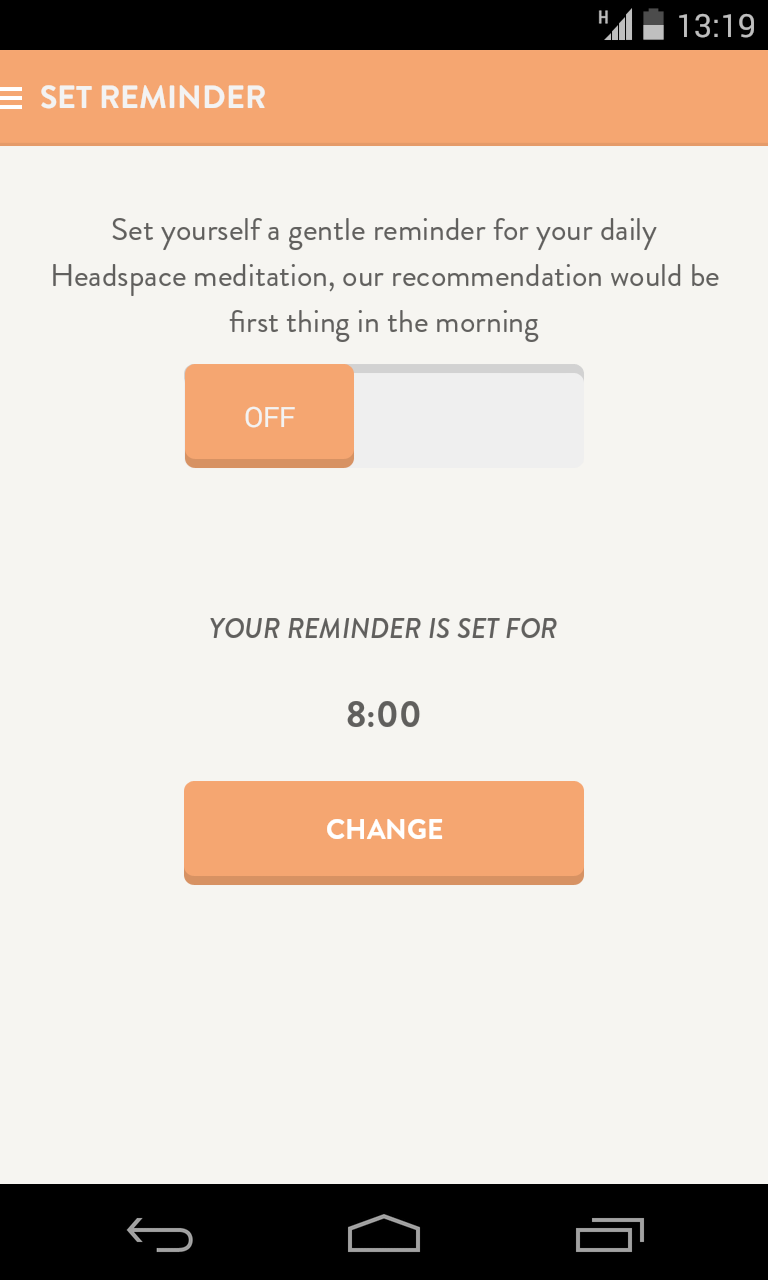 H 13:19
SET REMINDER
Set yourself a gentle reminder for your daily
Headspace meditation, our recommendation would be
first thing in the morning
OFF
YOUR REMINDER IS SET FOR
8:00
CHANGE